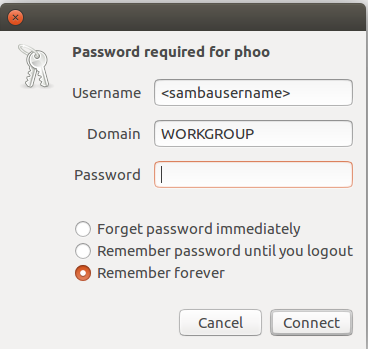 Password required for phoo
Username <sambausername>
Domain WORKGROUP
Password
Forget password immediately
Remember password until you logout
Remember forever
Cancel Connect